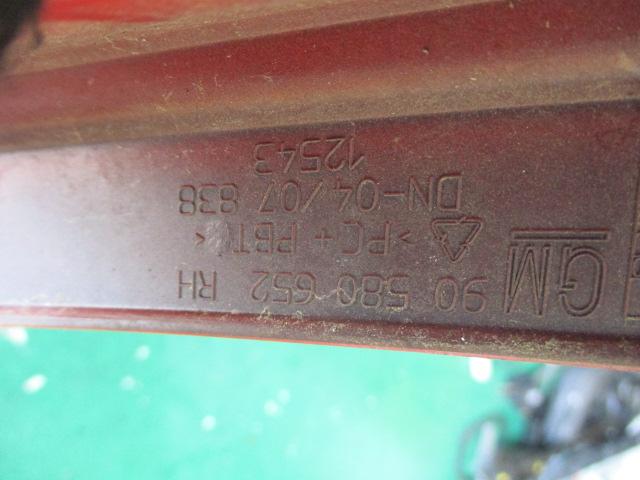 GM 90 580 652 RH
>PC + PBT<
DN-04/07 838
12543